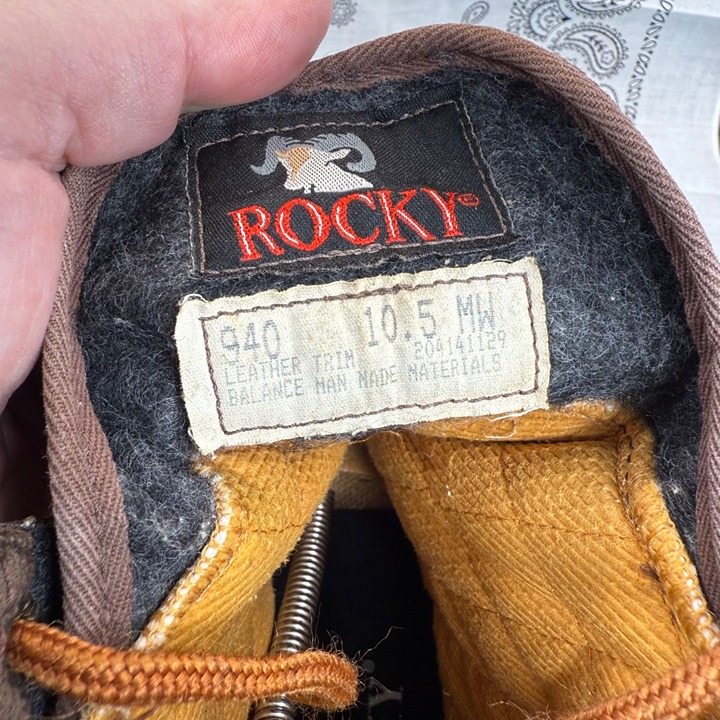 ROCKY®
940 10.5 MW
LEATHER TRIM 204141129
BALANCE MAN MADE MATERIALS